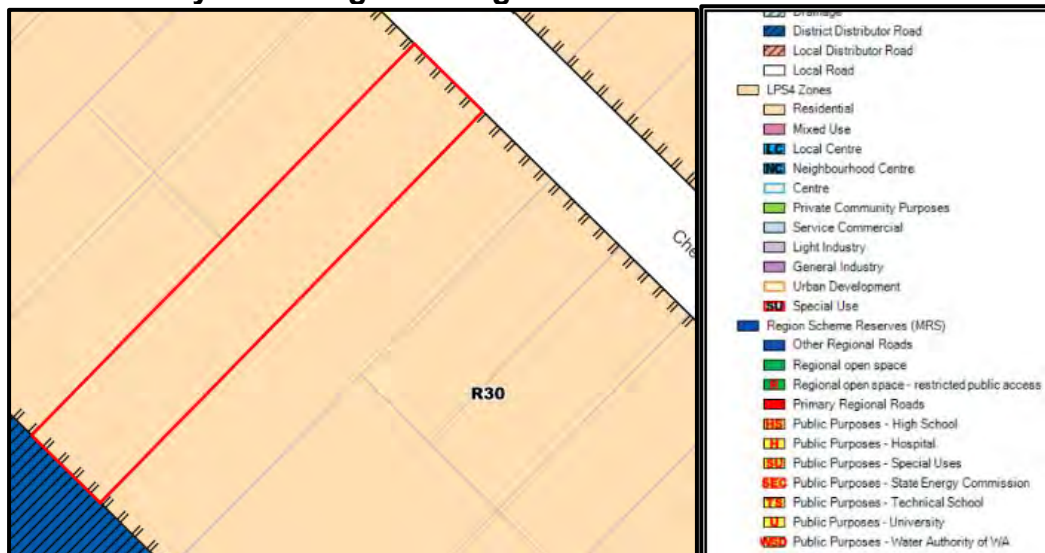 Che
R30
Drainage
District Distributor Road
Local Distributor Road
Local Road
LPS4 Zones
Residential
Mixed Use
LC Local Centre
NC Neighbourhood Centre
Centre
Private Community Purposes
Service Commercial
Light Industry
General Industry
Urban Development
SU Special Use
Region Scheme Reserves (MRS)
Other Regional Roads
Regional open space
R Regional open space - restricted public access
Primary Regional Roads
HS Public Purposes - High School
H Public Purposes - Hospital
SU Public Purposes - Special Uses
SEC Public Purposes - State Energy Commission
TS Public Purposes - Technical School
U Public Purposes - University
WSD Public Purposes - Water Authority of WA